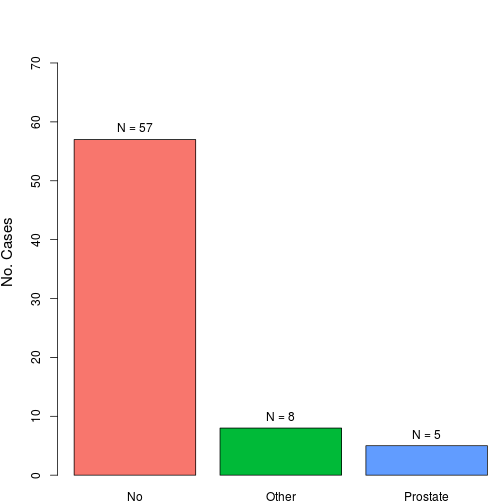 70
60
50
40
30
20
10
0
No. Cases
N = 57
N = 8
N = 5
No
Other
Prostate